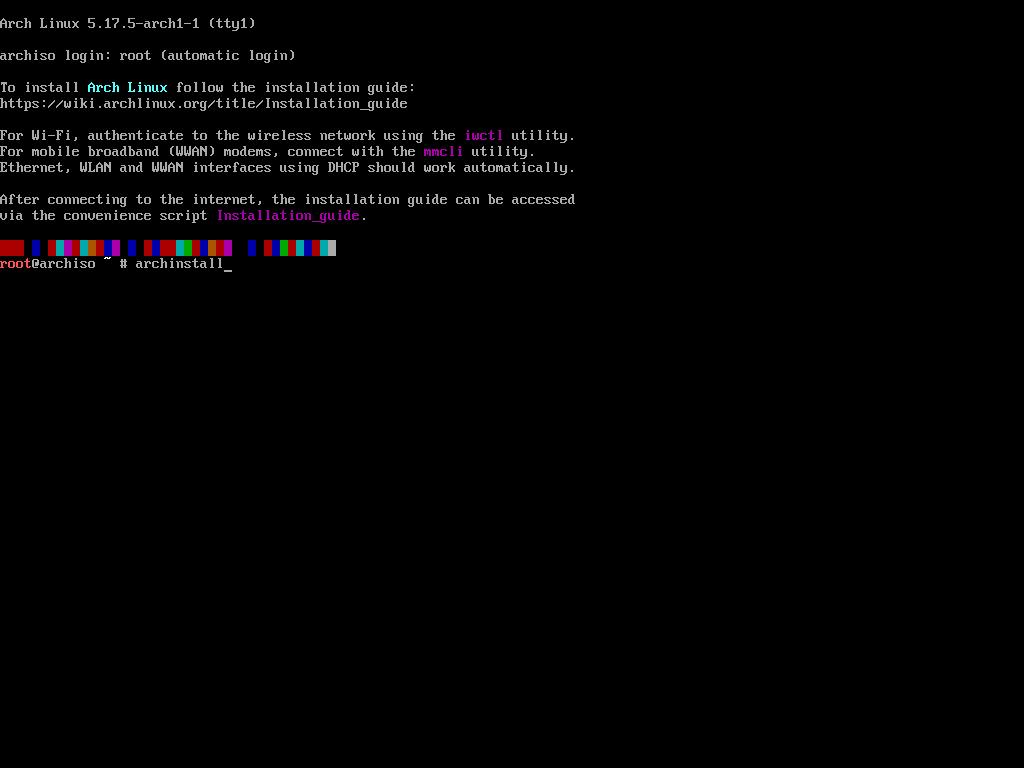 Arch Linux 5.17.5-arch1-1 (tty1)
archiso login: root (automatic login)
To install Arch Linux follow the installation guide:
https://wiki.archlinux.org/title/Installation_guide
For Wi-Fi, authenticate to the wireless network using the iwctl utility.
For mobile broadband (WWAN) modems, connect with the mmcli utility.
Ethernet, WLAN and WWAN interfaces using DHCP should work automatically.
After connecting to the internet, the installation guide can be accessed
via the convenience script Installation_guide.
root@archiso ~ # archinstall_